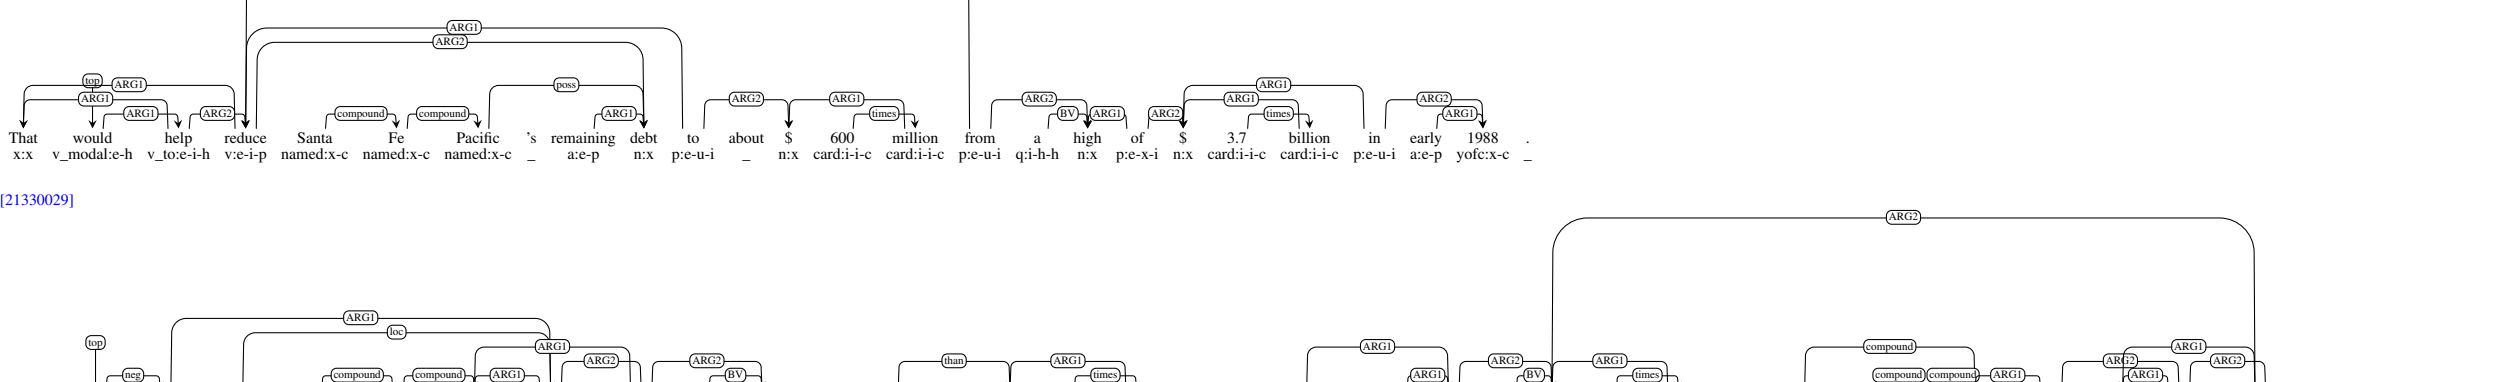 ARG1
ARG2
top ARG1 poss
ARG1 ARG2 ARG1 ARG2 ARG1 ARG2
ARG1 ARG2 compound compound ARG1 times BV ARG1 ARG2 times ARG1
That would help reduce Santa Fe Pacific 's remaining debt to about $ 600 million from a high of $ 3.7 billion in early 1988 .
x:x v_modal:e-h v_to:e-i-h v:e-i-p named:x-c named:x-c named:x-c _ a:e-p n:x p:e-u-i _ n:x card:i-i-c card:i-i-c p:e-u-i q:i-h-h n:x p:e-x-i n:x card:i-i-c card:i-i-c p:e-u-i a:e-p yofc:x-c _
[21330029]
ARG2
ARG1
loc
top ARG1 ARG1 compound ARG1
ARG2 ARG2 than ARG1 ARG2 ARG1 ARG2 ARG2
neg compound compound ARG1 BV times ARG1 BV times compound compound ARG1 ARG1